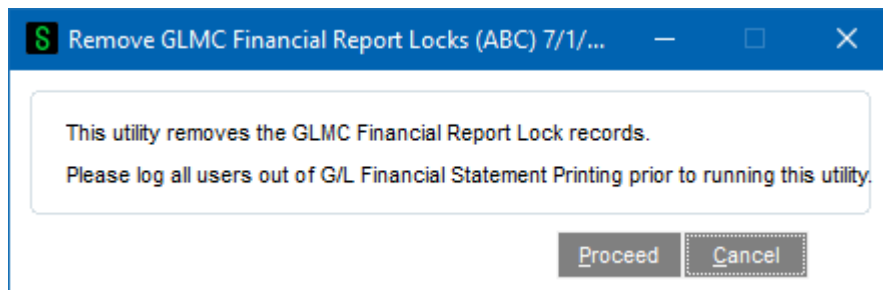 S Remove GLMC Financial Report Locks (ABC) 7/1/...
This utility removes the GLMC Financial Report Lock records.
Please log all users out of G/L Financial Statement Printing prior to running this utility.
Proceed Cancel